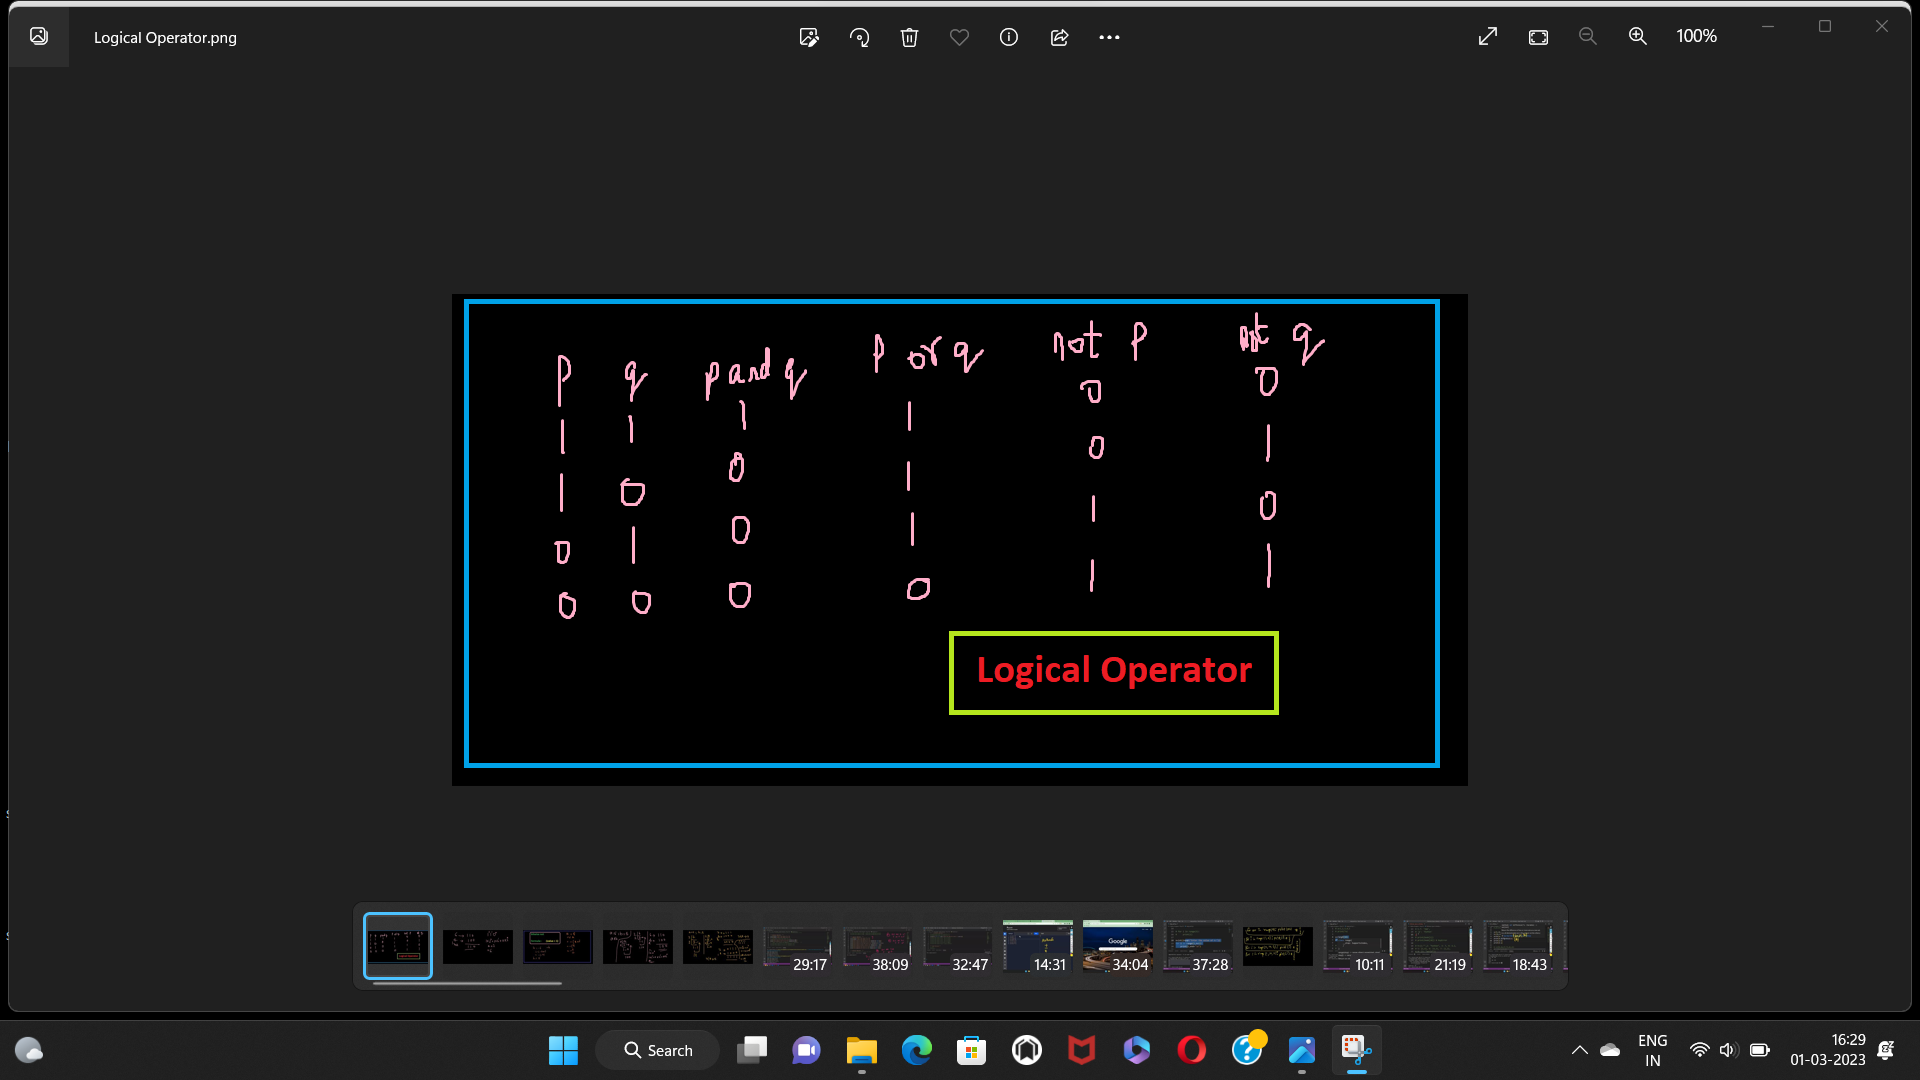 Logical Operator.png
100%
p q p and q p or q not p not q
1 1 1 1 0 0
1 0 0 1 0 1
0 1 0 1 1 0
0 0 0 0 1 1
Logical Operator
29:17 38:09 32:47 14:31 Google 34:04 37:28 10:11 21:19 18:43
Search
ENG
IN
16:29
01-03-2023